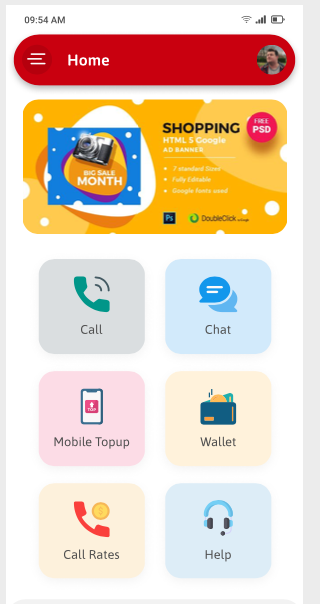 09:54 AM
Home
SHOPPING
HTML 5 Google
AD BANNER
FREE
PSD
7 standard Sizes
Fully Editable
Google fonts used
BIG SALE
MONTH
Ps
DoubleClick
Call
Chat
TOP
Mobile Topup
Wallet
Call Rates
Help